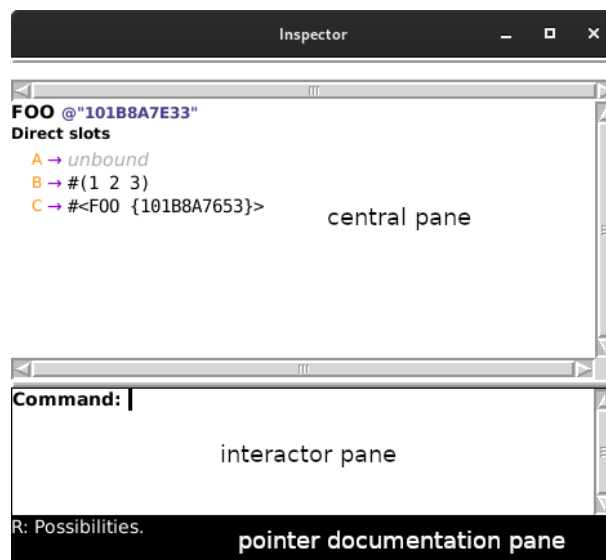 Inspector
FOO @"101B8A7E33"
Direct slots
A → unbound
B → #(1 2 3)
C → #<FOO {101B8A7653}>
central pane
Command:
interactor pane
R: Possibilities.
pointer documentation pane